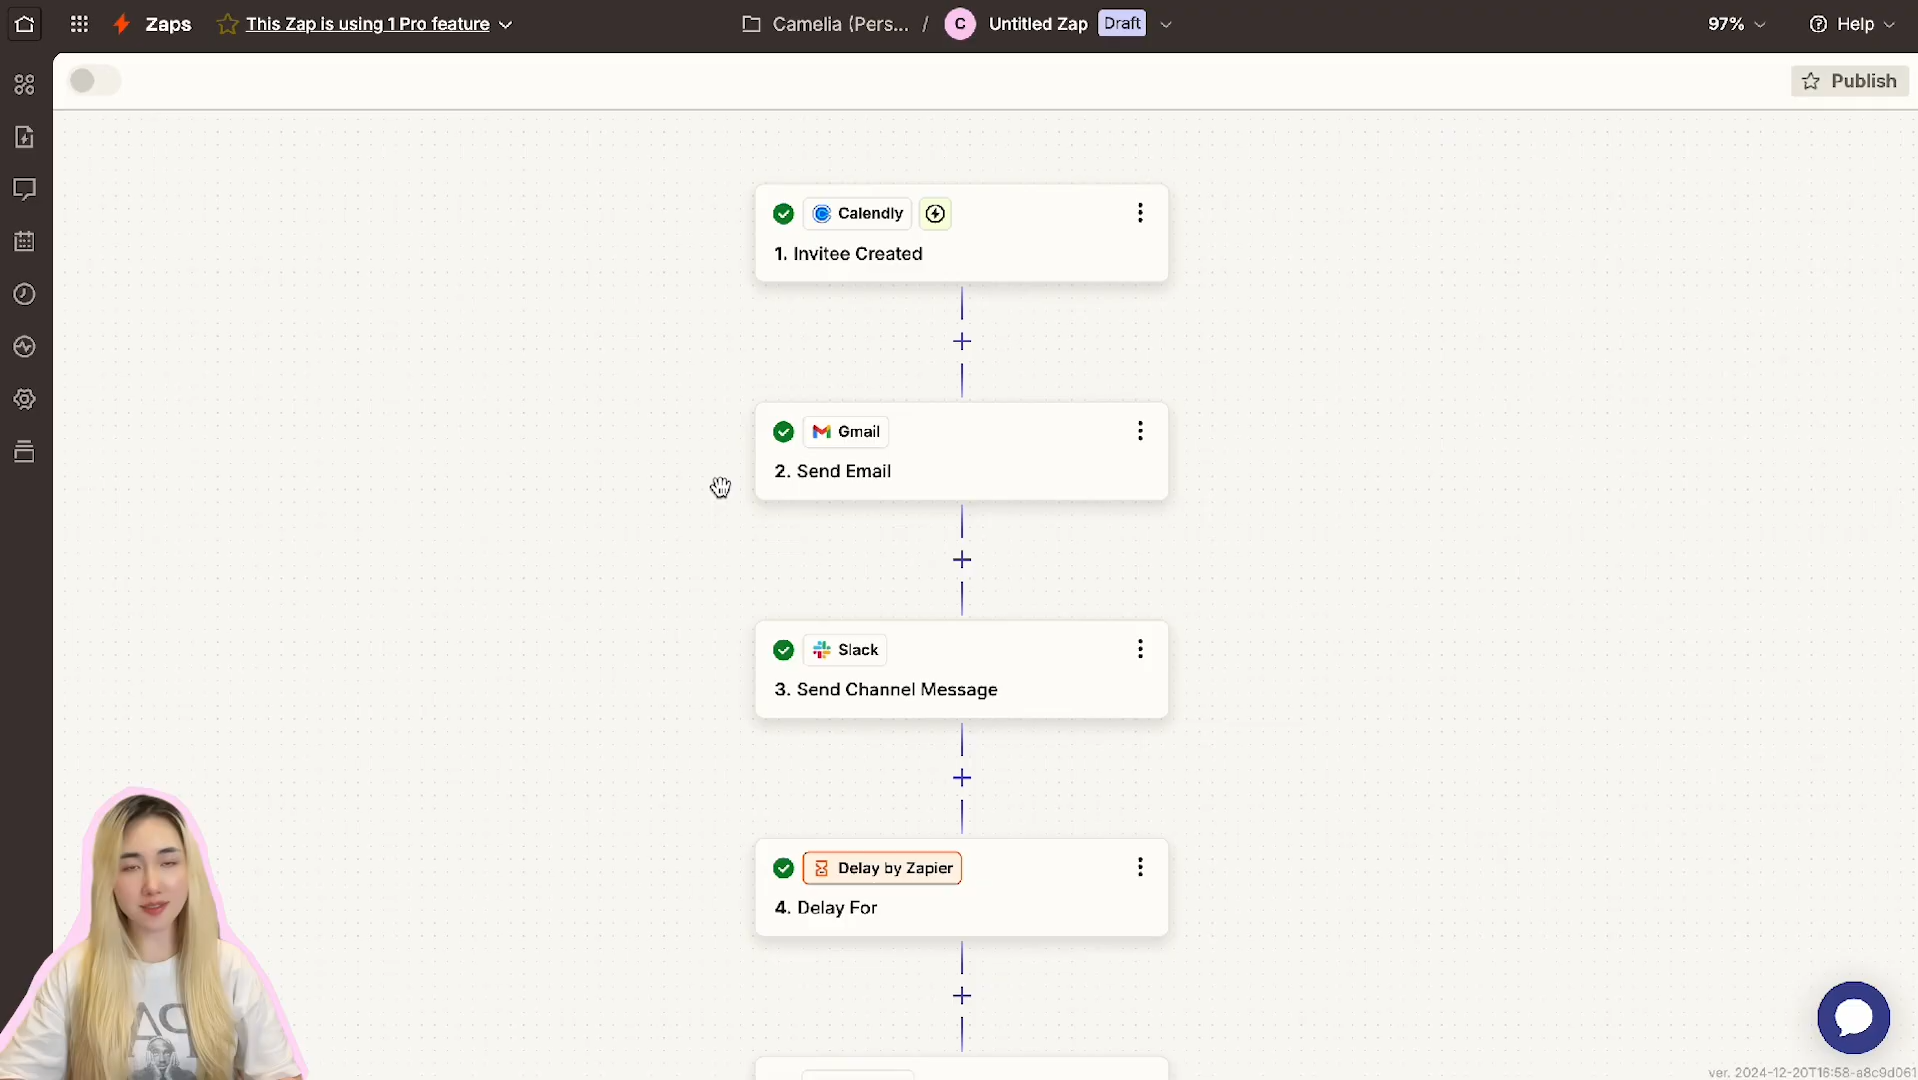 Zaps
This Zap is using 1 Pro feature
Camelia (Pers... / C Untitled Zap Draft
97%
Help
Publish
Calendly
1. Invitee Created
Gmail
2. Send Email
Slack
3. Send Channel Message
Delay by Zapier
4. Delay For
ver. 2024-12-20T16:58-a8c9d061